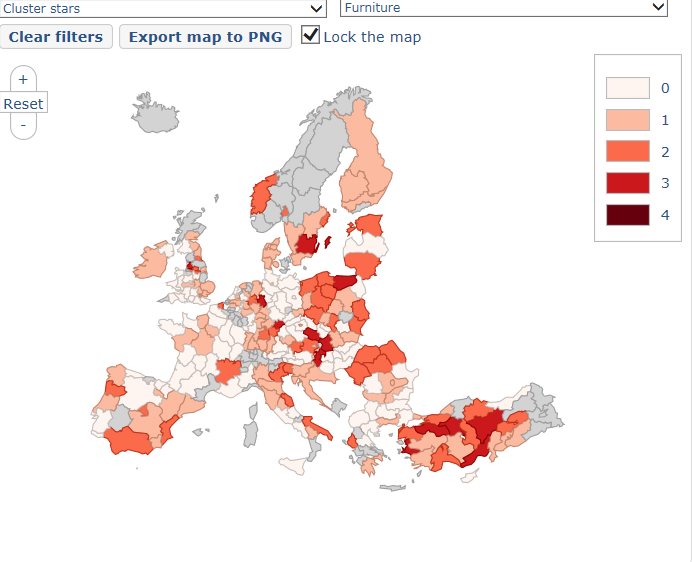 Cluster stars
Furniture
Clear filters
Export map to PNG
Lock the map
+
Reset
-
0
1
2
3
4